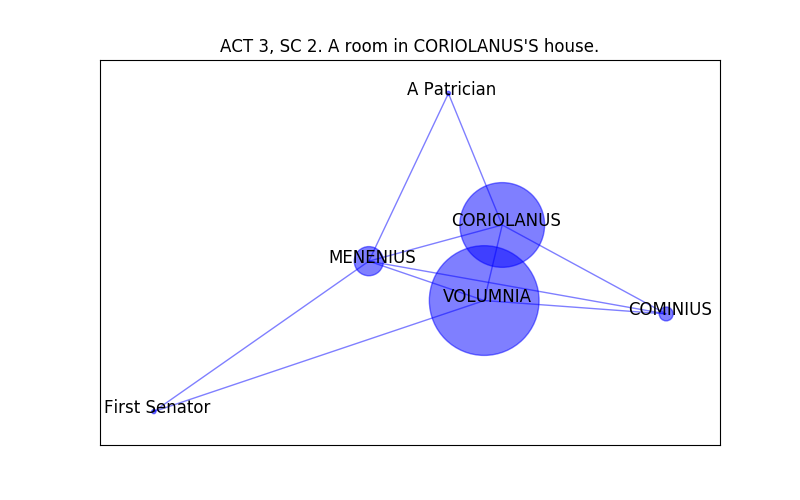 ACT 3, SC 2. A room in CORIOLANUS'S house.
A Patrician
CORIOLANUS
MENENIUS
VOLUMNIA
COMINIUS
First Senator